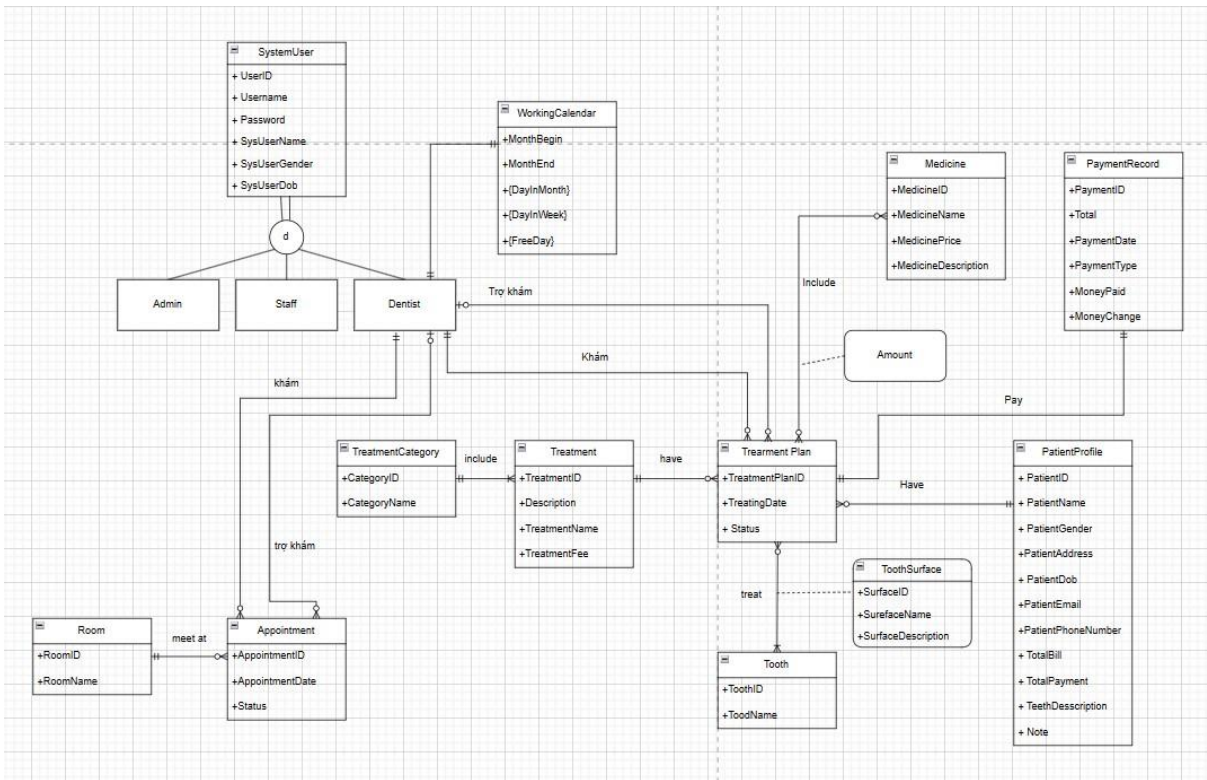 SystemUser
+ UserID
+ Username
+ Password
+ SysUserName
+ SysUserGender
+ SysUserDob
d
Admin
Staff
Dentist
WorkingCalendar
+MonthBegin
+MonthEnd
+{DayInMonth}
+{DayInWeek}
+{FreeDay}
Medicine
+MedicineID
+MedicineName
+MedicinePrice
+MedicineDescription
PaymentRecord
+PaymentID
+Total
+PaymentDate
+PaymentType
+MoneyPaid
+MoneyChange
Trợ khám
Include
Amount
Khám
khám
Pay
TreatmentCategory
+CategoryID
+CategoryName
include
Treatment
+TreatmentID
+Description
+TreatmentName
+TreatmentFee
have
Trearment Plan
+TreatmentPlanID
+TreatingDate
+ Status
Have
PatientProfile
+ PatientID
+ PatientName
+ PatientGender
+PatientAddress
+ PatientDob
+PatientEmail
+PatientPhoneNumber
+ TotalBill
+ TotalPayment
+ TeethDesscription
+ Note
trợ khám
treat
ToothSurface
+SurfaceID
+SurefaceName
+SurfaceDescription
Room
+RoomID
+RoomName
meet at
Appointment
+AppointmentID
+AppointmentDate
+Status
Tooth
+ToothID
+ToodName